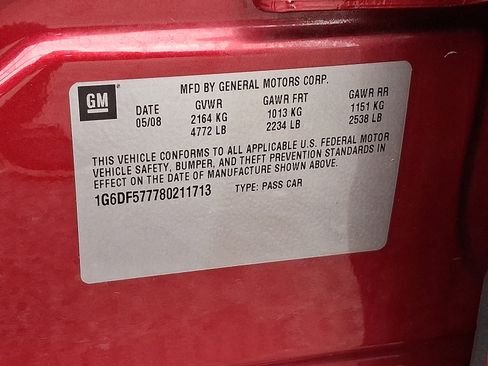 GM
MFD BY GENERAL MOTORS CORP.
DATE GVWR GAWR FRT GAWR RR
05/08 2164 KG 1013 KG 1151 KG
4772 LB 2234 LB 2538 LB
THIS VEHICLE CONFORMS TO ALL APPLICABLE U.S. FEDERAL MOTOR
VEHICLE SAFETY, BUMPER, AND THEFT PREVENTION STANDARDS IN
EFFECT ON THE DATE OF MANUFACTURE SHOWN ABOVE.
1G6DF577780211713 TYPE: PASS CAR